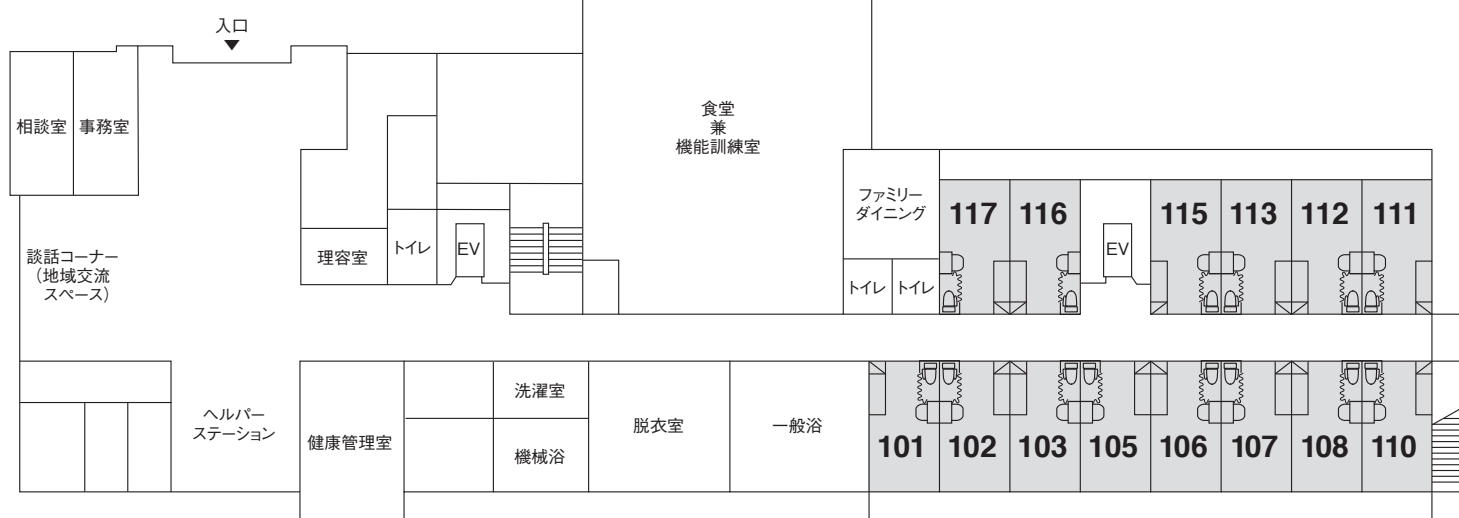 入口
▼
相談室
事務室
食堂
兼
機能訓練室
ファミリー
ダイニング
117
116
115
113
112
111
談話コーナー
（地域交流
スペース）
理容室
トイレ
EV
EV
トイレ
トイレ
ヘルパー
ステーション
健康管理室
洗濯室
機械浴
脱衣室
一般浴
101
102
103
105
106
107
108
110